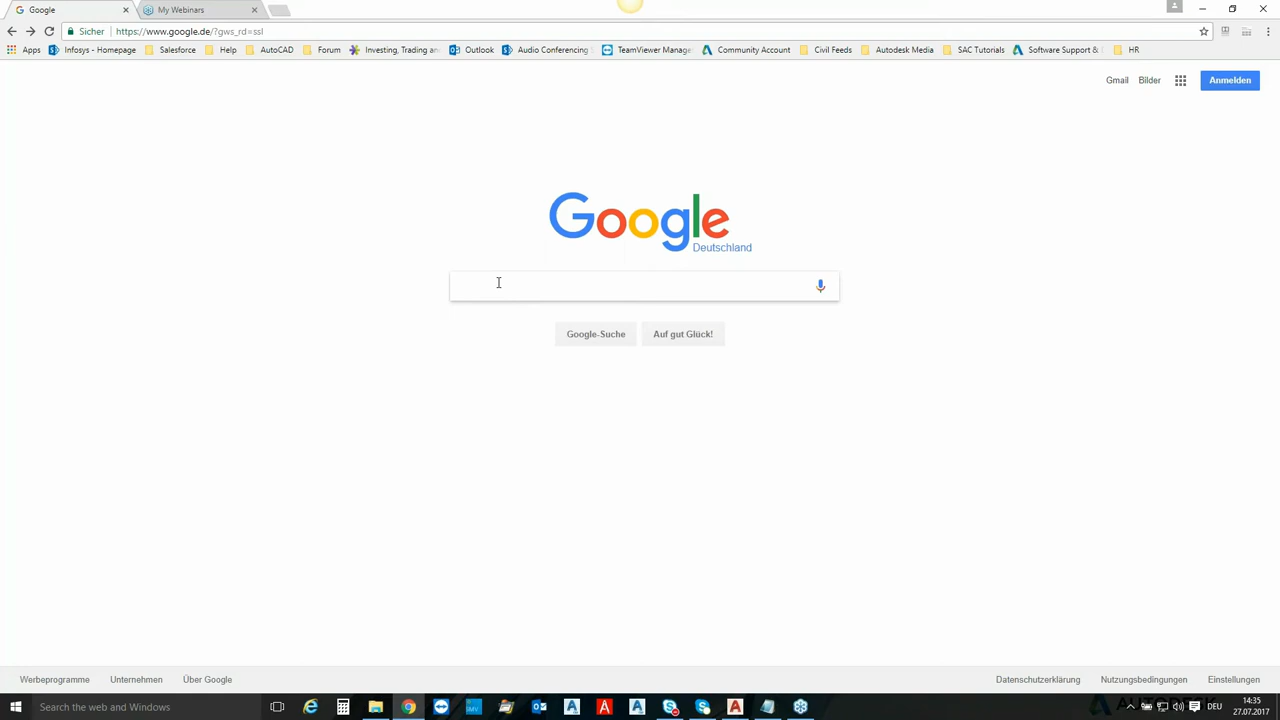 Google
My Webinars
Sicher https://www.google.de/?gws_rd=ssl
Apps Infosys - Homepage Salesforce Help AutoCAD Forum Investing, Trading an Outlook Audio Conferencing TeamViewer Manage Community Account Civil Feeds Autodesk Media SAC Tutorials Software Support & HR
Gmail Bilder Anmelden
Google
Deutschland
Google-Suche Auf gut Glück!
Werbeprogramme Unternehmen Über Google Datenschutzerklärung Nutzungsbedingungen Einstellungen
Search the web and Windows
AUTODESK
DEU
14:35
27.07.2017